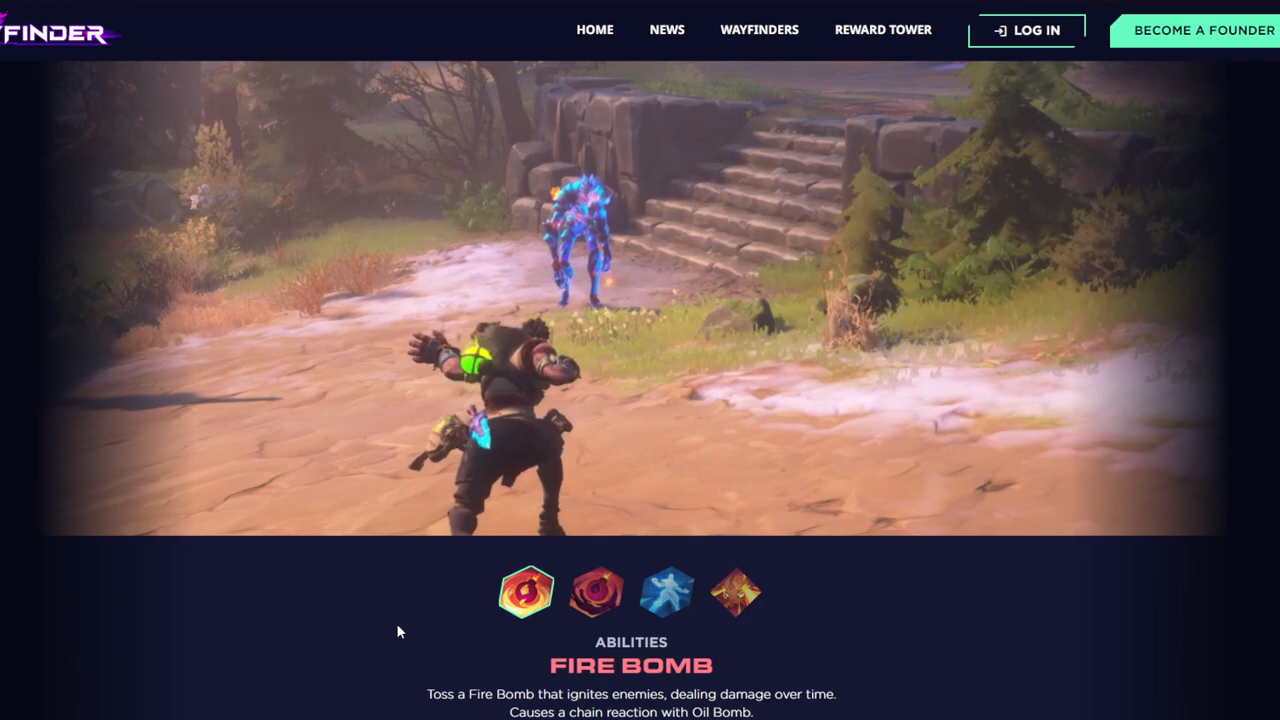 FINDER
HOME
NEWS
WAYFINDERS
REWARD TOWER
LOG IN
BECOME A FOUNDER
ABILITIES
FIRE BOMB
Toss a Fire Bomb that ignites enemies, dealing damage over time.
Causes a chain reaction with Oil Bomb.